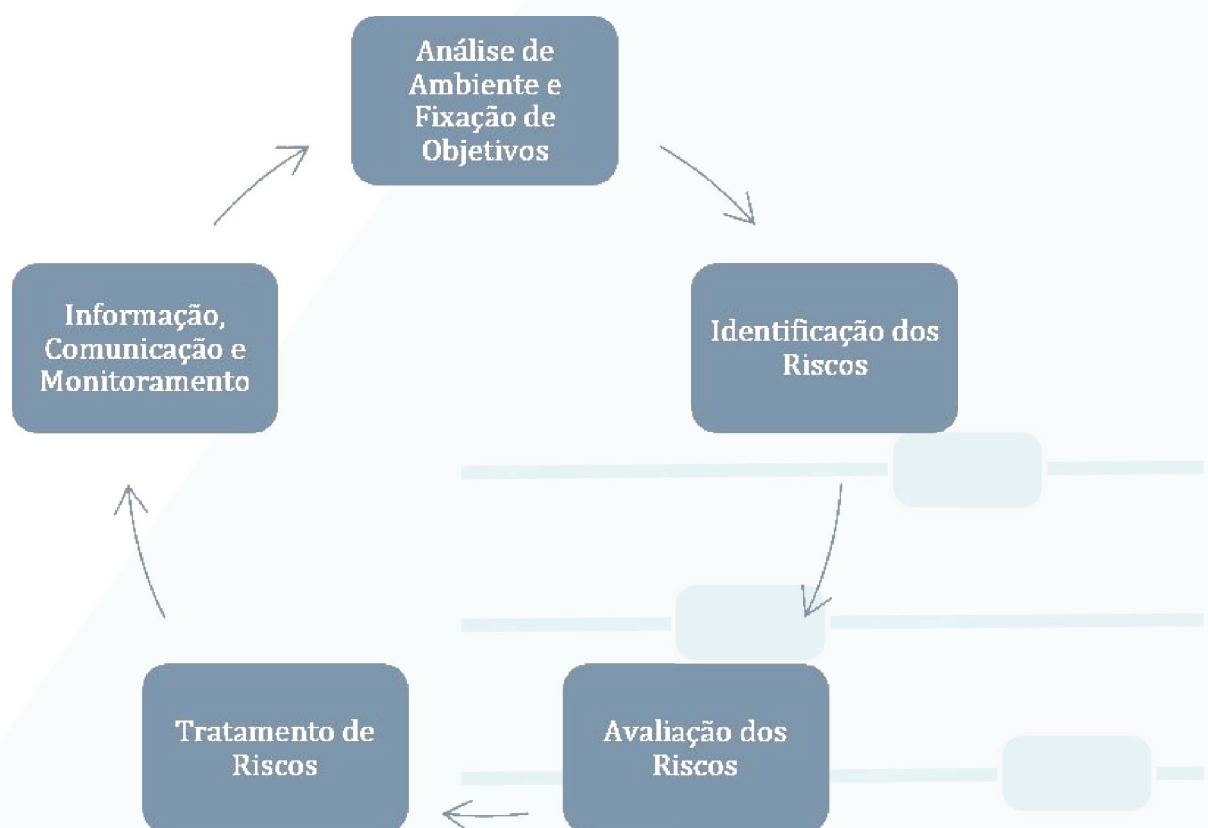 Análise de
Ambiente e
Fixação de
Objetivos
Identificação dos
Riscos
Avaliação dos
Riscos
Tratamento de
Riscos
Informação,
Comunicação e
Monitoramento